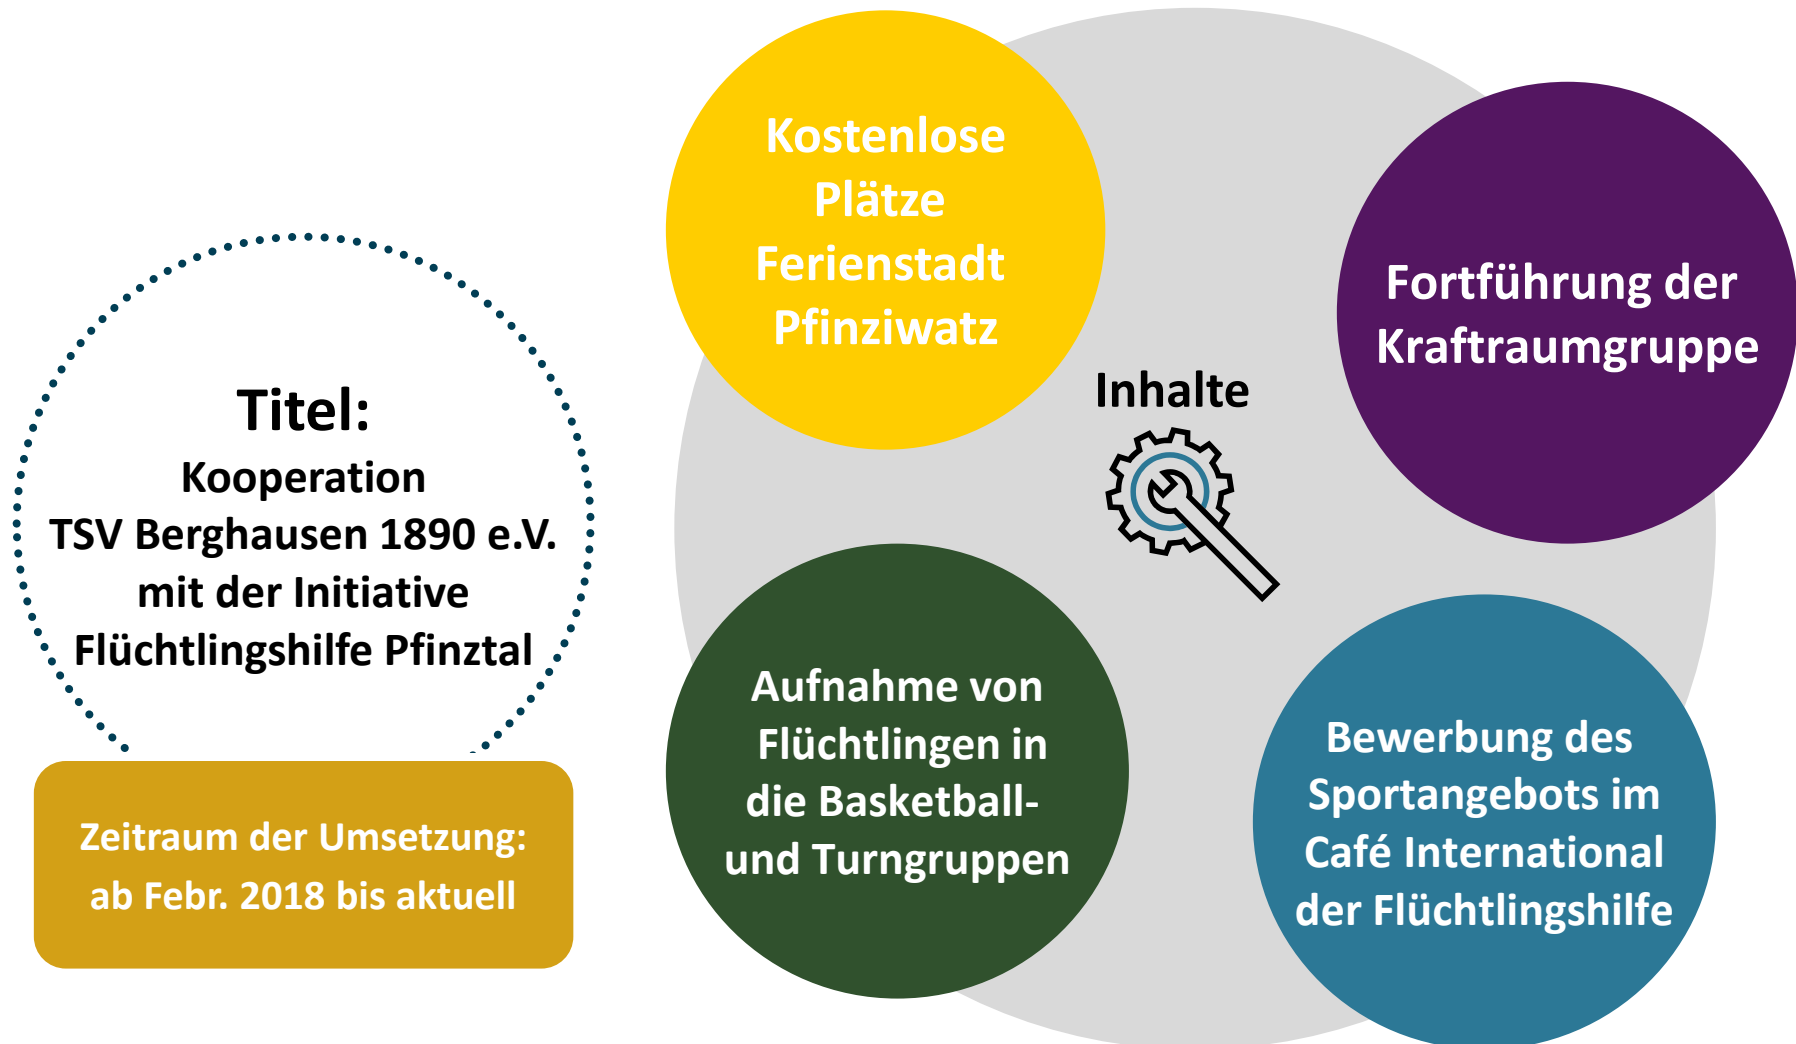 Titel:
Kooperation
TSV Berghausen 1890 e.V.
mit der Initiative
Flüchtlingshilfe Pfinztal
Zeitraum der Umsetzung:
ab Febr. 2018 bis aktuell
Kostenlose
Plätze
Ferienstadt
Pfinziwatz
Fortführung der
Kraftraumgruppe
Inhalte
Aufnahme von
Flüchtlingen in
die Basketball-
und Turngruppen
Bewerbung des
Sportangebots im
Café International
der Flüchtlingshilfe